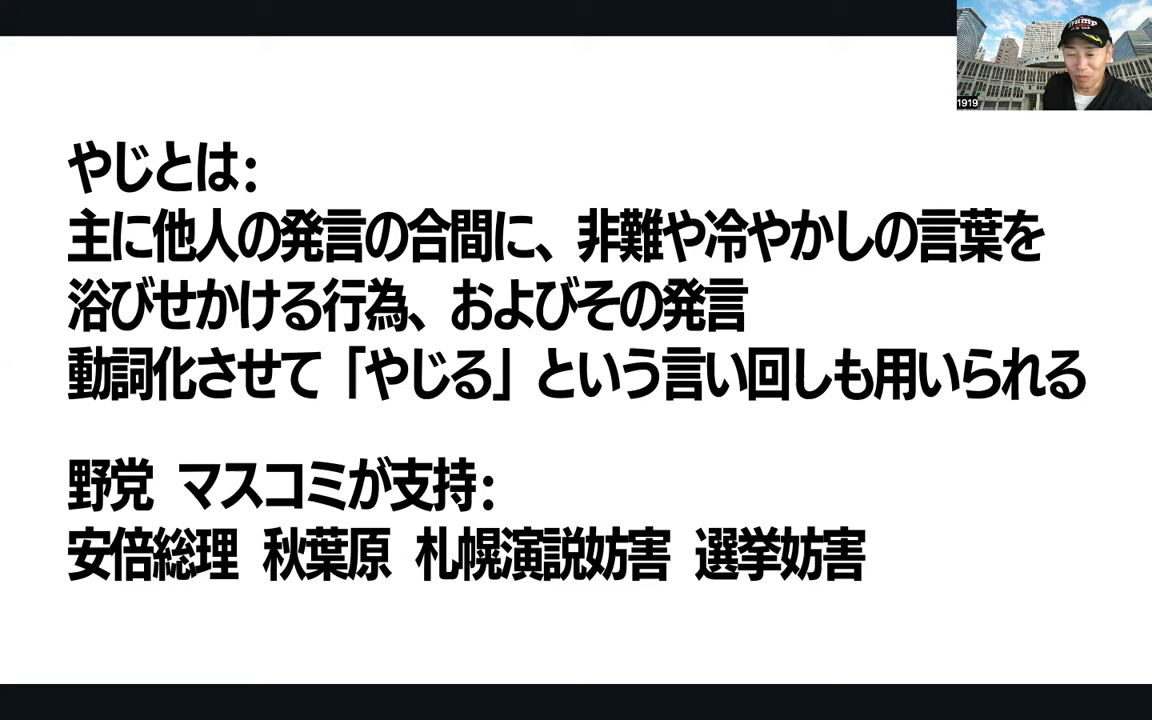 やじとは:
主に他人の発言の合間に、非難や冷やかしの言葉を
浴びせかける行為、およびその発言
動詞化させて「やじる」という言い回しも用いられる
野党 マスコミが支持:
安倍総理 秋葉原 札幌演説妨害 選挙妨害
Trump
1919